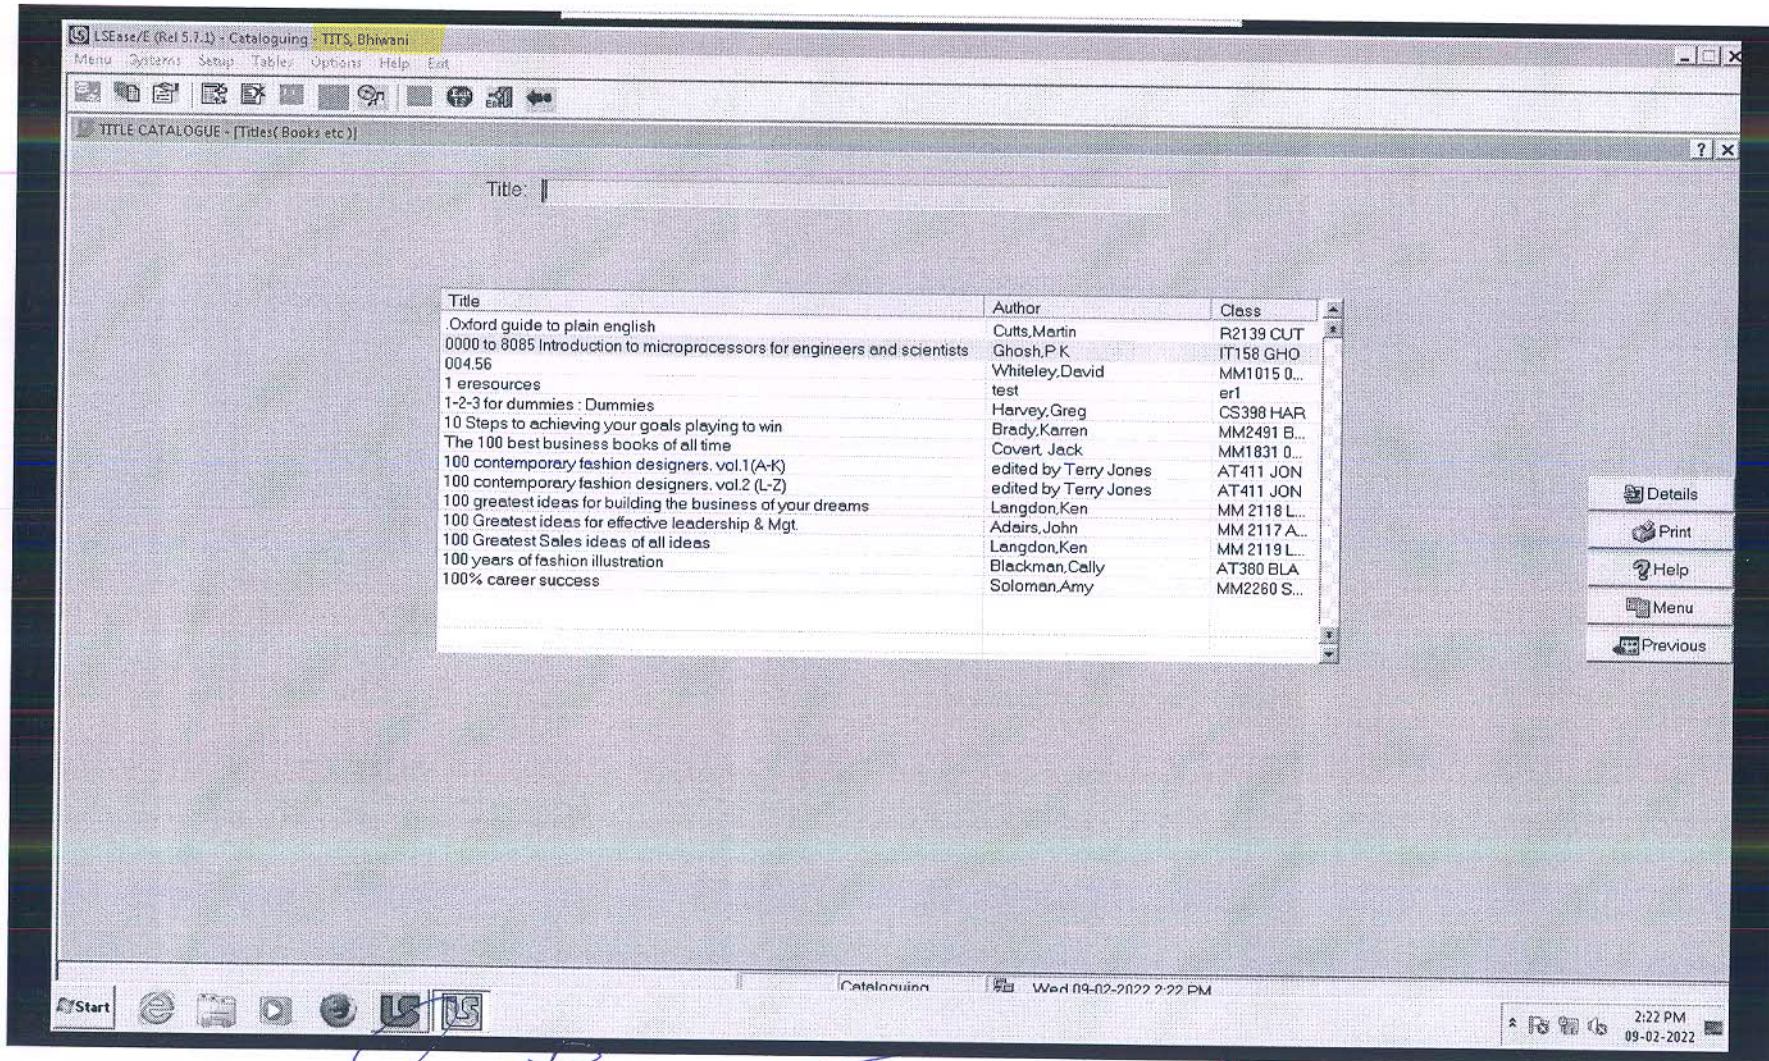 LSEase/E (Rel 5.7.1) - Cataloguing - TITS, Bhiwani
Menu Systems Setup Tables Options Help Exit
TITLE CATALOGUE - [Titles( Books etc )]
Title:
Title Author Class
.Oxford guide to plain english Cutts,Martin R2139 CUT
0000 to 8085 Introduction to microprocessors for engineers and scientists Ghosh,P K IT158 GHO
004.56 Whiteley,David MM1015 0...
1 eresources test er1
1-2-3 for dummies : Dummies Harvey,Greg CS398 HAR
10 Steps to achieving your goals playing to win Brady,Karren MM2491 B...
The 100 best business books of all time Covert, Jack MM1831 0...
100 contemporary fashion designers. vol.1(A-K) edited by Terry Jones AT411 JON
100 contemporary fashion designers. vol.2 (L-Z) edited by Terry Jones AT411 JON
100 greatest ideas for building the business of your dreams Langdon,Ken MM 2118 L...
100 Greatest ideas for effective leadership & Mgt. Adairs,John MM 2117 A...
100 Greatest Sales ideas of all ideas Langdon,Ken MM 2119 L...
100 years of fashion illustration Blackman,Cally AT380 BLA
100% career success Soloman,Amy MM2260 S...
Details
Print
Help
Menu
Previous
Cataloguing Wed 09-02-2022 2:22 PM
Start
2:22 PM
09-02-2022